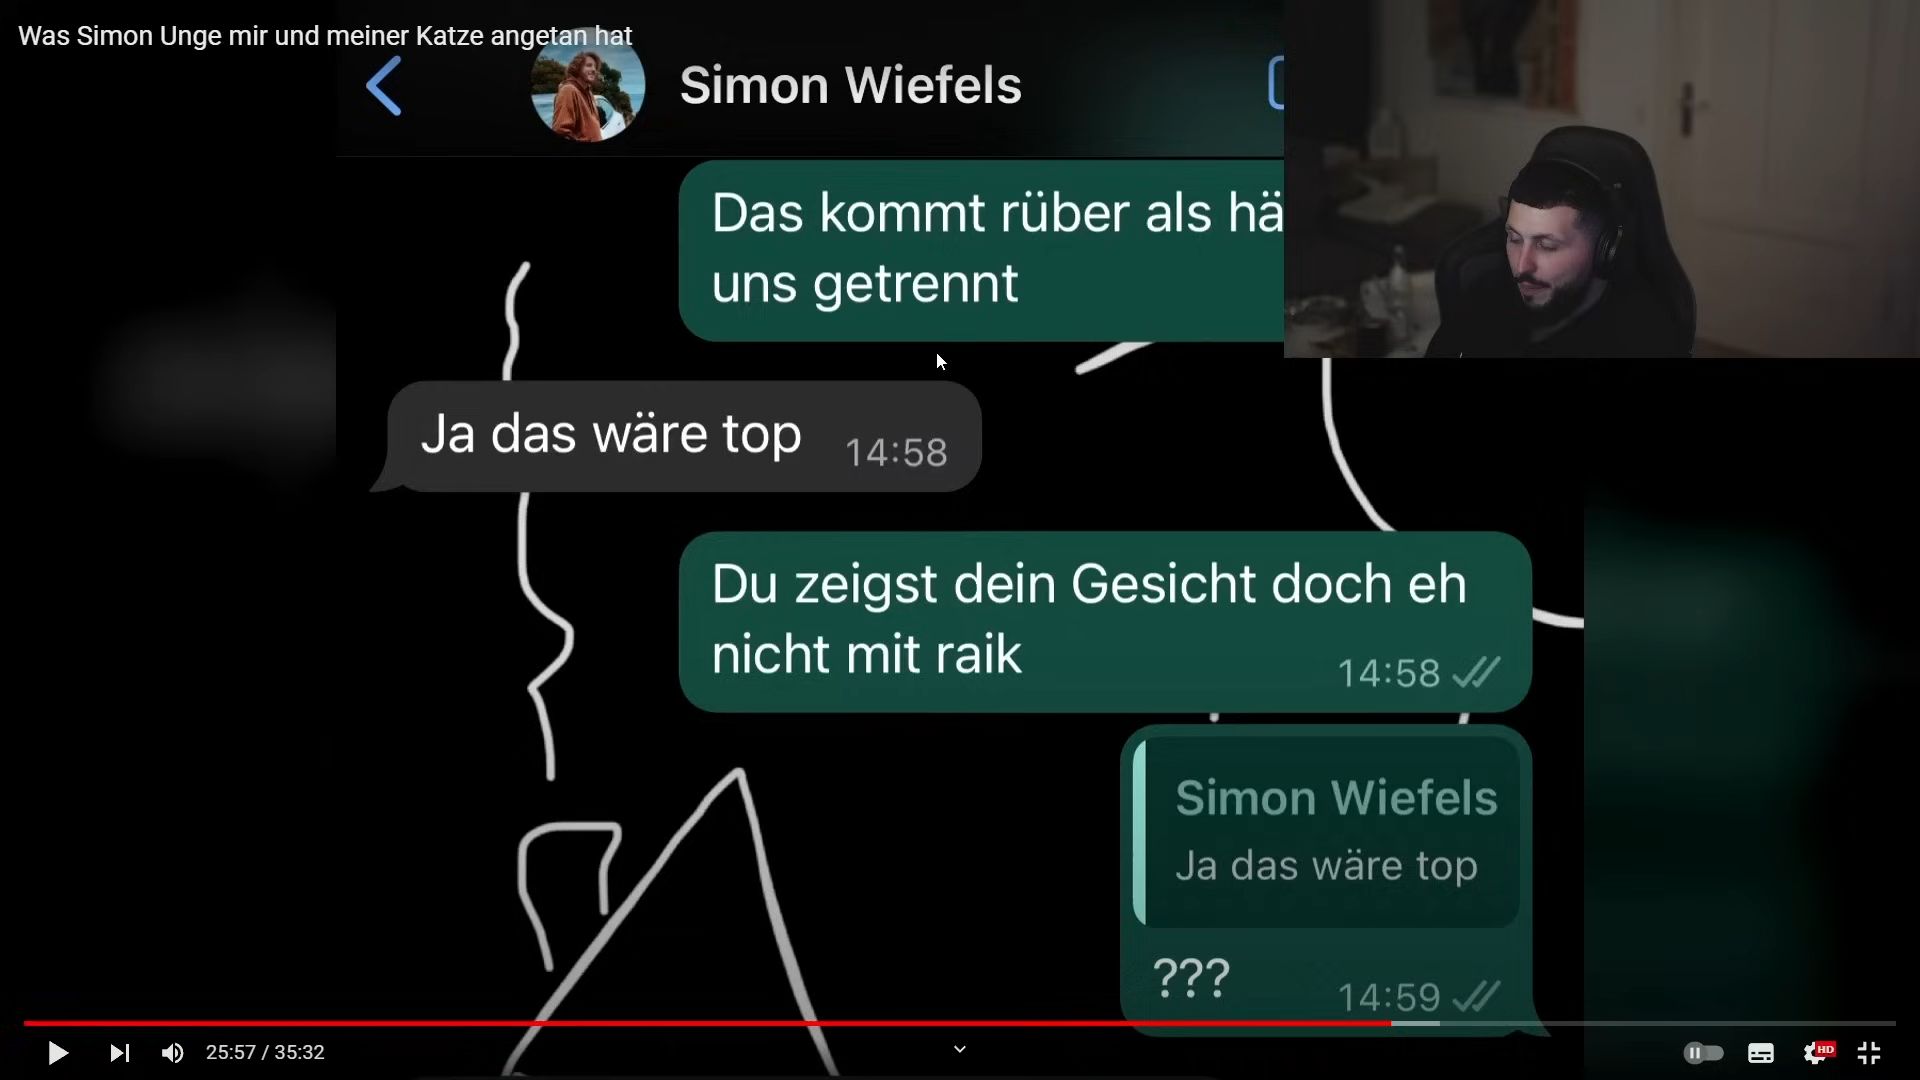 Was Simon Unge mir und meiner Katze angetan hat
Simon Wiefels
Das kommt rüber als
uns getrennt
Ja das wäre top 14:58
Du zeigst dein Gesicht doch eh
nicht mit raik 14:58
Simon Wiefels
Ja das wäre top
??? 14:59
25:57 / 35:32
HD